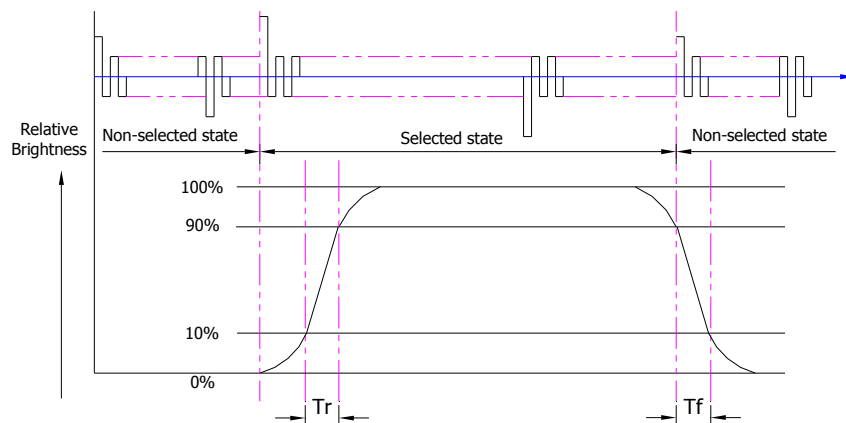 Relative
Brightness
Non-selected state
Selected state
Non-selected state
100%
90%
10%
0%
Tr
Tf